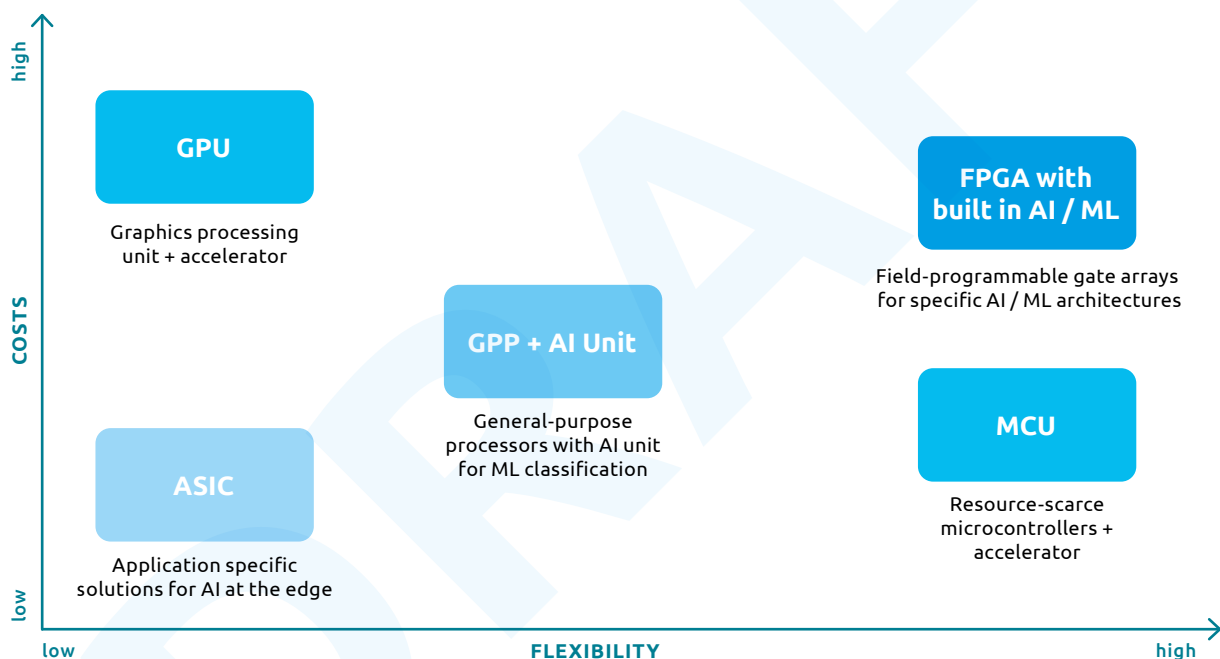 high
GPU
Graphics processing
unit + accelerator
FPGA with
built in AI / ML
Field-programmable gate arrays
for specific AI / ML architectures
COSTS
GPP + AI Unit
General-purpose
processors with AI unit
for ML classification
MCU
Resource-scarce
microcontrollers +
accelerator
ASIC
Application specific
solutions for AI at the edge
low
low
FLEXIBILITY
high
DRAFT